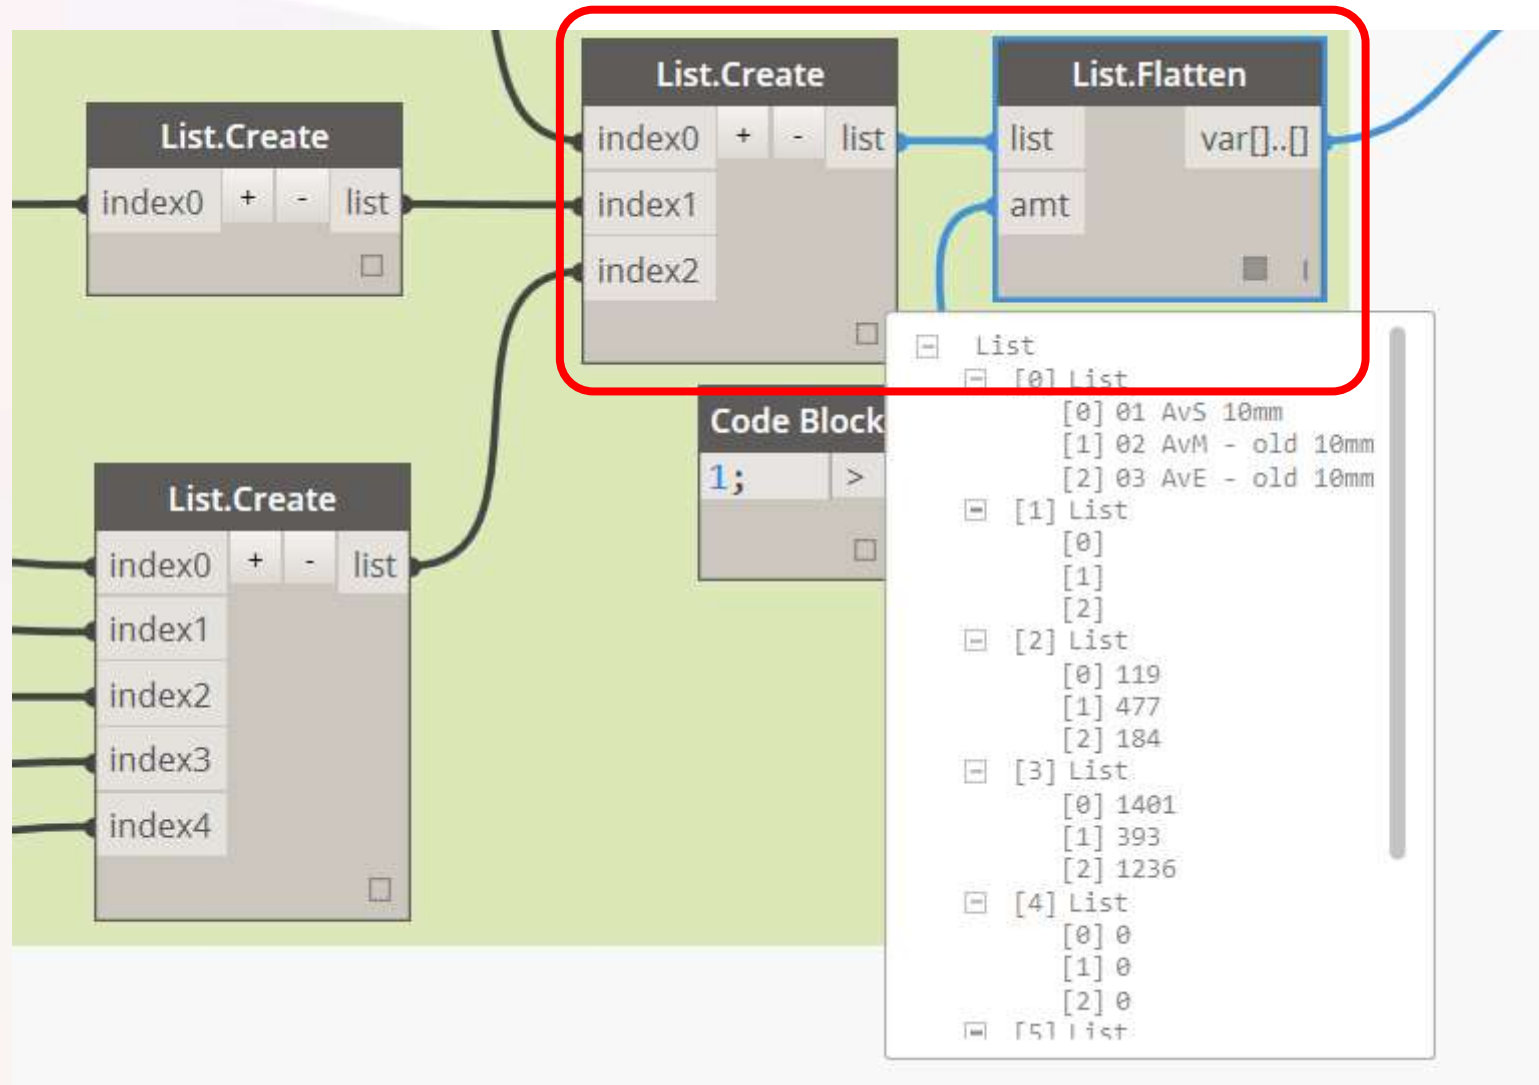 List.Create
index0 + - list
List.Create
index0 + - list
index1
index2
List.Flatten
list var[]..[]
amt
Code Block
1; >
List.Create
index0 + - list
index1
index2
index3
index4
List
[0] List
[0] 01 AvS 10mm
[1] 02 AvM - old 10mm
[2] 03 AvE - old 10mm
[1] List
[0]
[1]
[2]
[2] List
[0] 119
[1] 477
[2] 184
[3] List
[0] 1401
[1] 393
[2] 1236
[4] List
[0] 0
[1] 0
[2] 0
[5] List